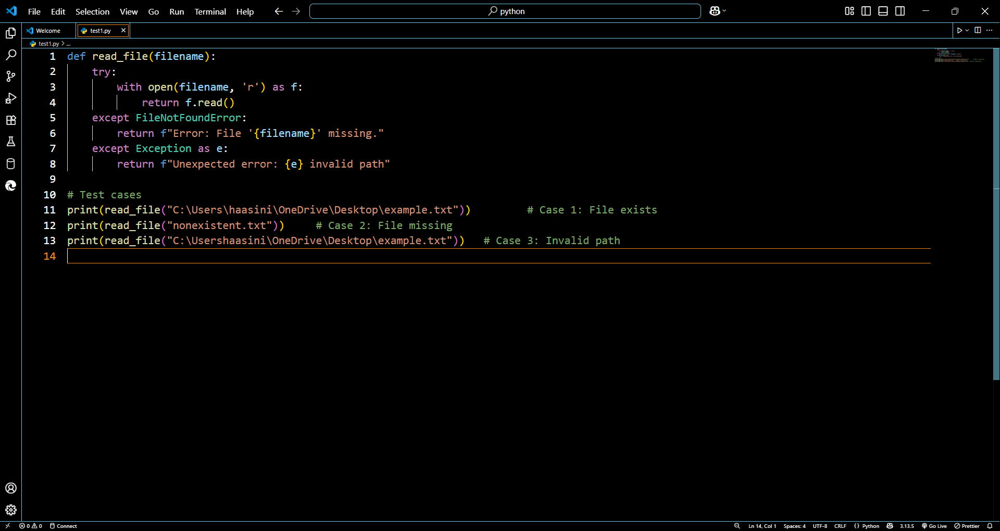 File Edit Selection View Go Run Terminal Help
python
Welcome
test1.py
test1.py > ...
1 def read_file(filename):
2     try:
3         with open(filename, 'r') as f:
4             return f.read()
5     except FileNotFoundError:
6         return f"Error: File '{filename}' missing."
7     except Exception as e:
8         return f"Unexpected error: {e} invalid path"
9
10 # Test cases
11 print(read_file("C:\Users\haasini\OneDrive\Desktop\example.txt"))         # Case 1: File exists
12 print(read_file("nonexistent.txt"))     # Case 2: File missing
13 print(read_file("C:\Usershaasini\OneDrive\Desktop\example.txt"))   # Case 3: Invalid path
14
0 0 Connect Ln 14, Col 1 Spaces: 4 UTF-8 CRLF {} Python 3.13.5 Go Live Prettier